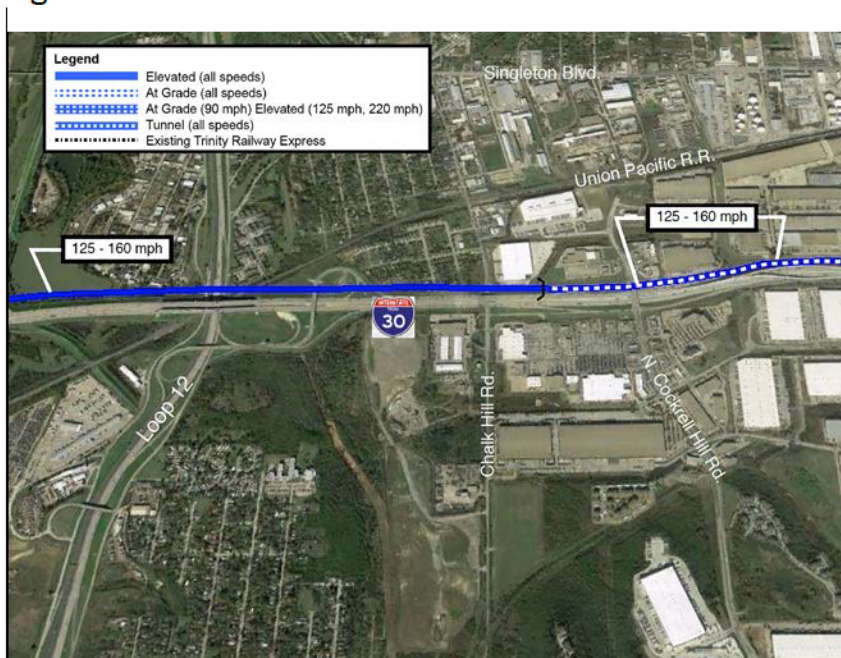 Legend
Elevated (all speeds)
At Grade (all speeds)
At Grade (90 mph) Elevated (125 mph, 220 mph)
Tunnel (all speeds)
Existing Trinity Railway Express
Singleton Blvd.
Union Pacific R.R.
125 - 160 mph
125 - 160 mph
INTERSTATE
TEXAS
30
Loop 12
Chalk Hill Rd.
N. Cockrell Hill Rd.